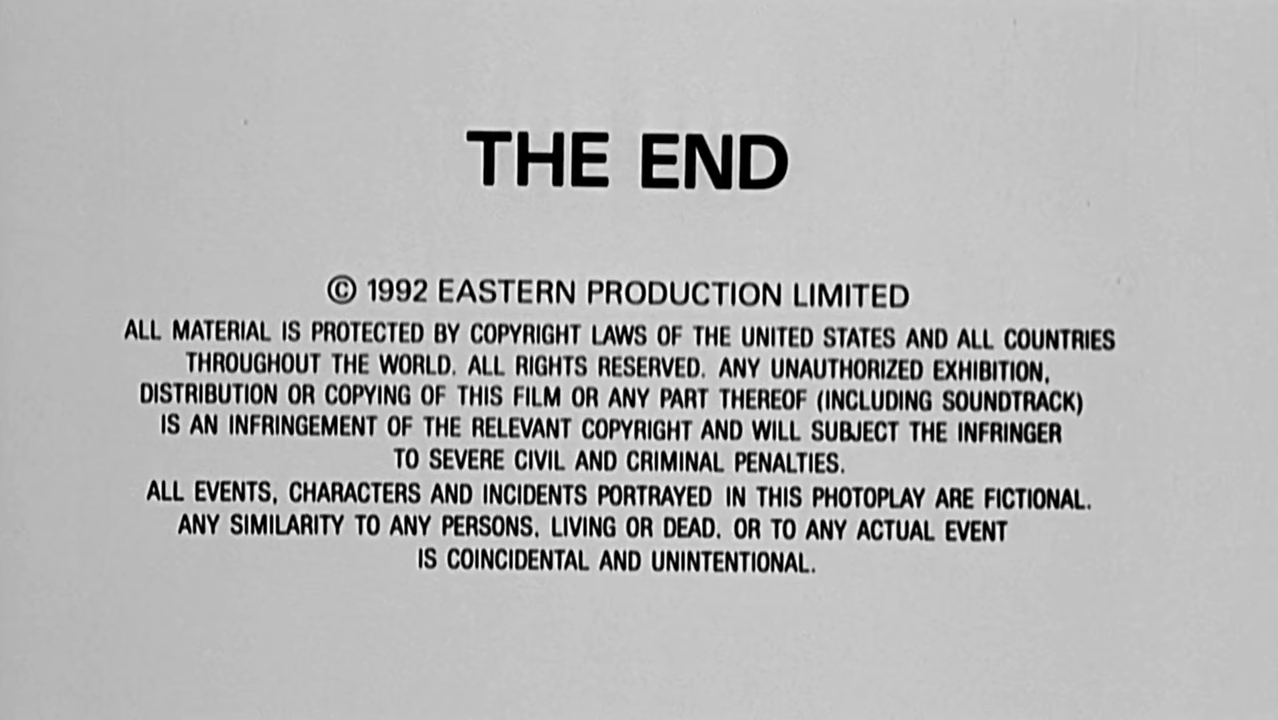 THE END
© 1992 EASTERN PRODUCTION LIMITED
ALL MATERIAL IS PROTECTED BY COPYRIGHT LAWS OF THE UNITED STATES AND ALL COUNTRIES
THROUGHOUT THE WORLD. ALL RIGHTS RESERVED. ANY UNAUTHORIZED EXHIBITION,
DISTRIBUTION OR COPYING OF THIS FILM OR ANY PART THEREOF (INCLUDING SOUNDTRACK)
IS AN INFRINGEMENT OF THE RELEVANT COPYRIGHT AND WILL SUBJECT THE INFRINGER
TO SEVERE CIVIL AND CRIMINAL PENALTIES.
ALL EVENTS, CHARACTERS AND INCIDENTS PORTRAYED IN THIS PHOTOPLAY ARE FICTIONAL.
ANY SIMILARITY TO ANY PERSONS, LIVING OR DEAD, OR TO ANY ACTUAL EVENT
IS COINCIDENTAL AND UNINTENTIONAL.